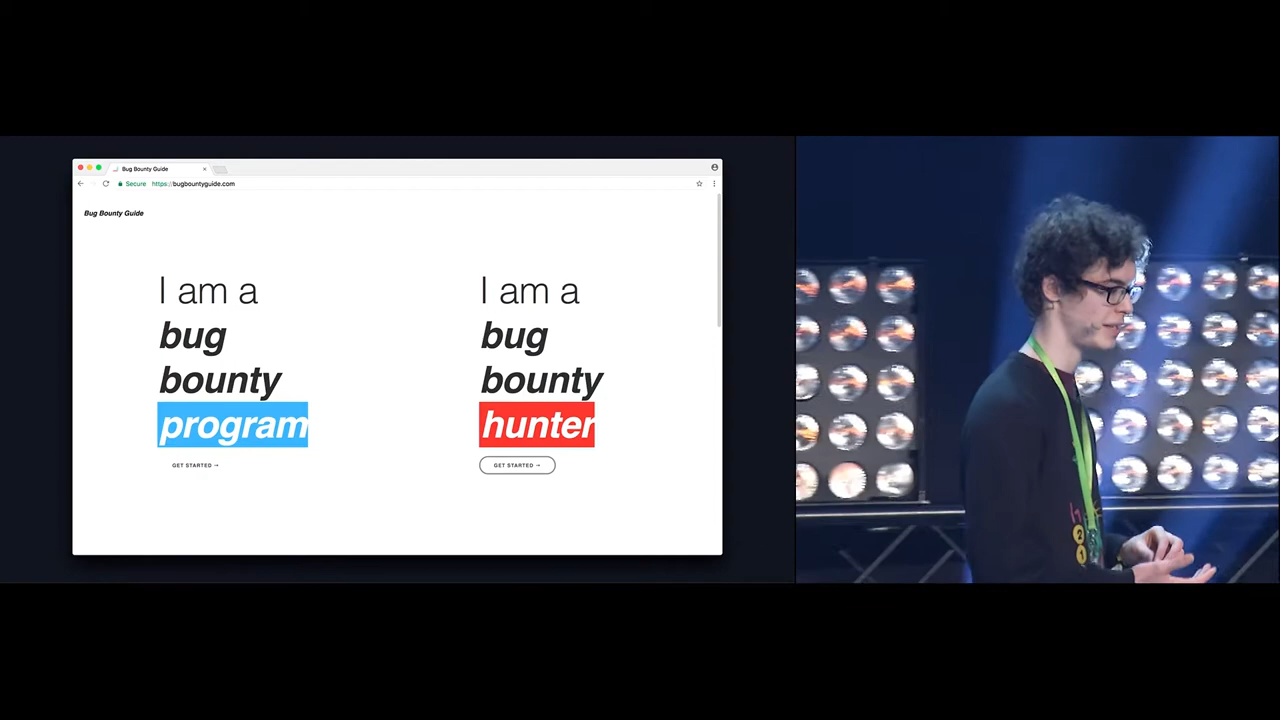 Bug Bounty Guide
Secure https://bugbountyguide.com
Bug Bounty Guide
I am a
bug
bounty
program
GET STARTED →
I am a
bug
bounty
hunter
GET STARTED →